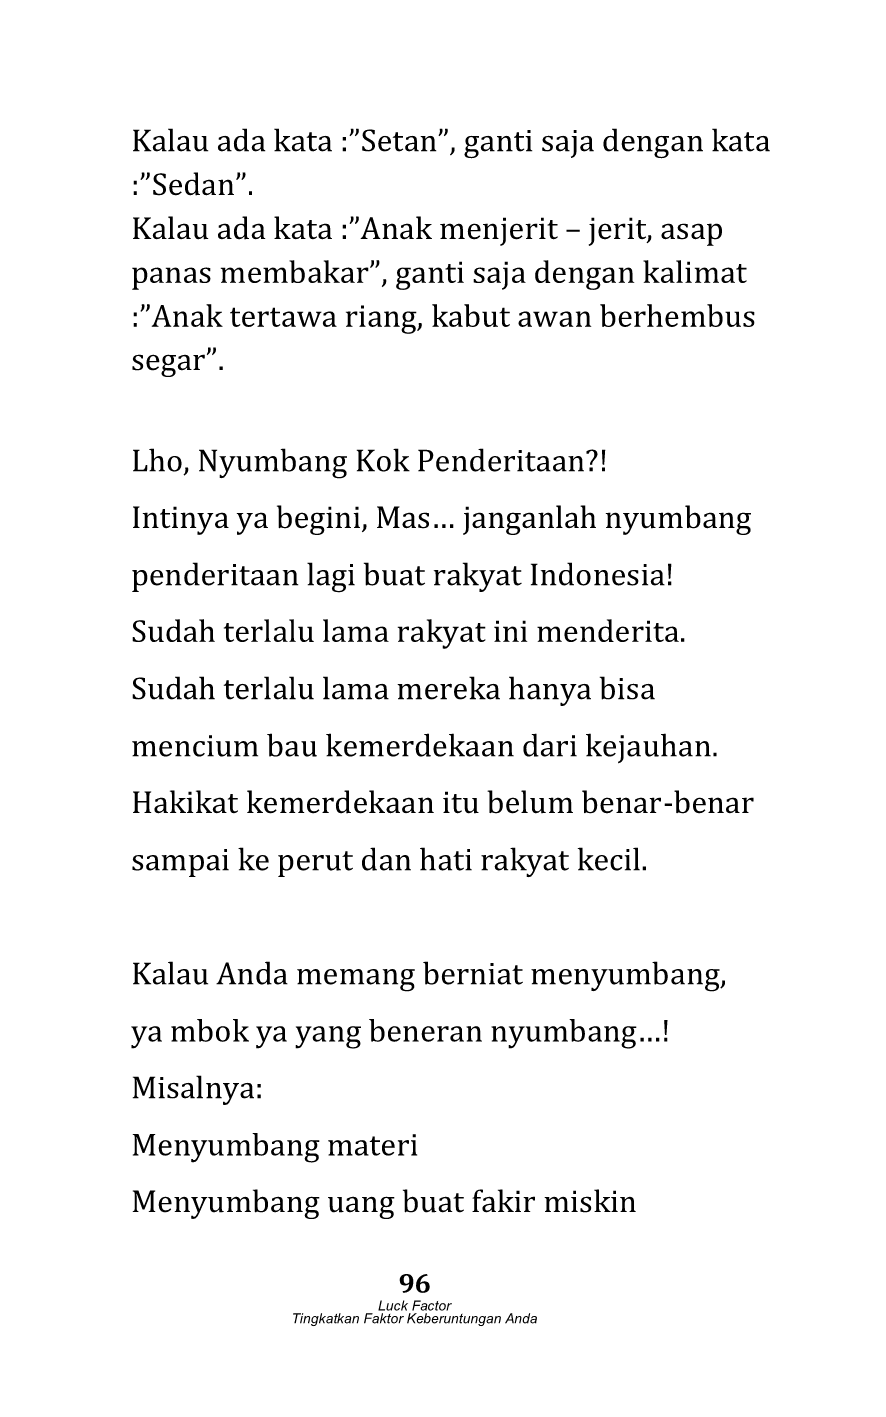 Kalau ada kata :”Setan”, ganti saja dengan kata
:”Sedan”.
Kalau ada kata :”Anak menjerit – jerit, asap
panas membakar”, ganti saja dengan kalimat
:”Anak tertawa riang, kabut awan berhembus
segar”.
Lho, Nyumbang Kok Penderitaan?!
Intinya ya begini, Mas… janganlah nyumbang
penderitaan lagi buat rakyat Indonesia!
Sudah terlalu lama rakyat ini menderita.
Sudah terlalu lama mereka hanya bisa
mencium bau kemerdekaan dari kejauhan.
Hakikat kemerdekaan itu belum benar-benar
sampai ke perut dan hati rakyat kecil.
Kalau Anda memang berniat menyumbang,
ya mbok ya yang beneran nyumbang…!
Misalnya:
Menyumbang materi
Menyumbang uang buat fakir miskin
96
Luck Factor
Tingkatkan Faktor Keberuntungan Anda